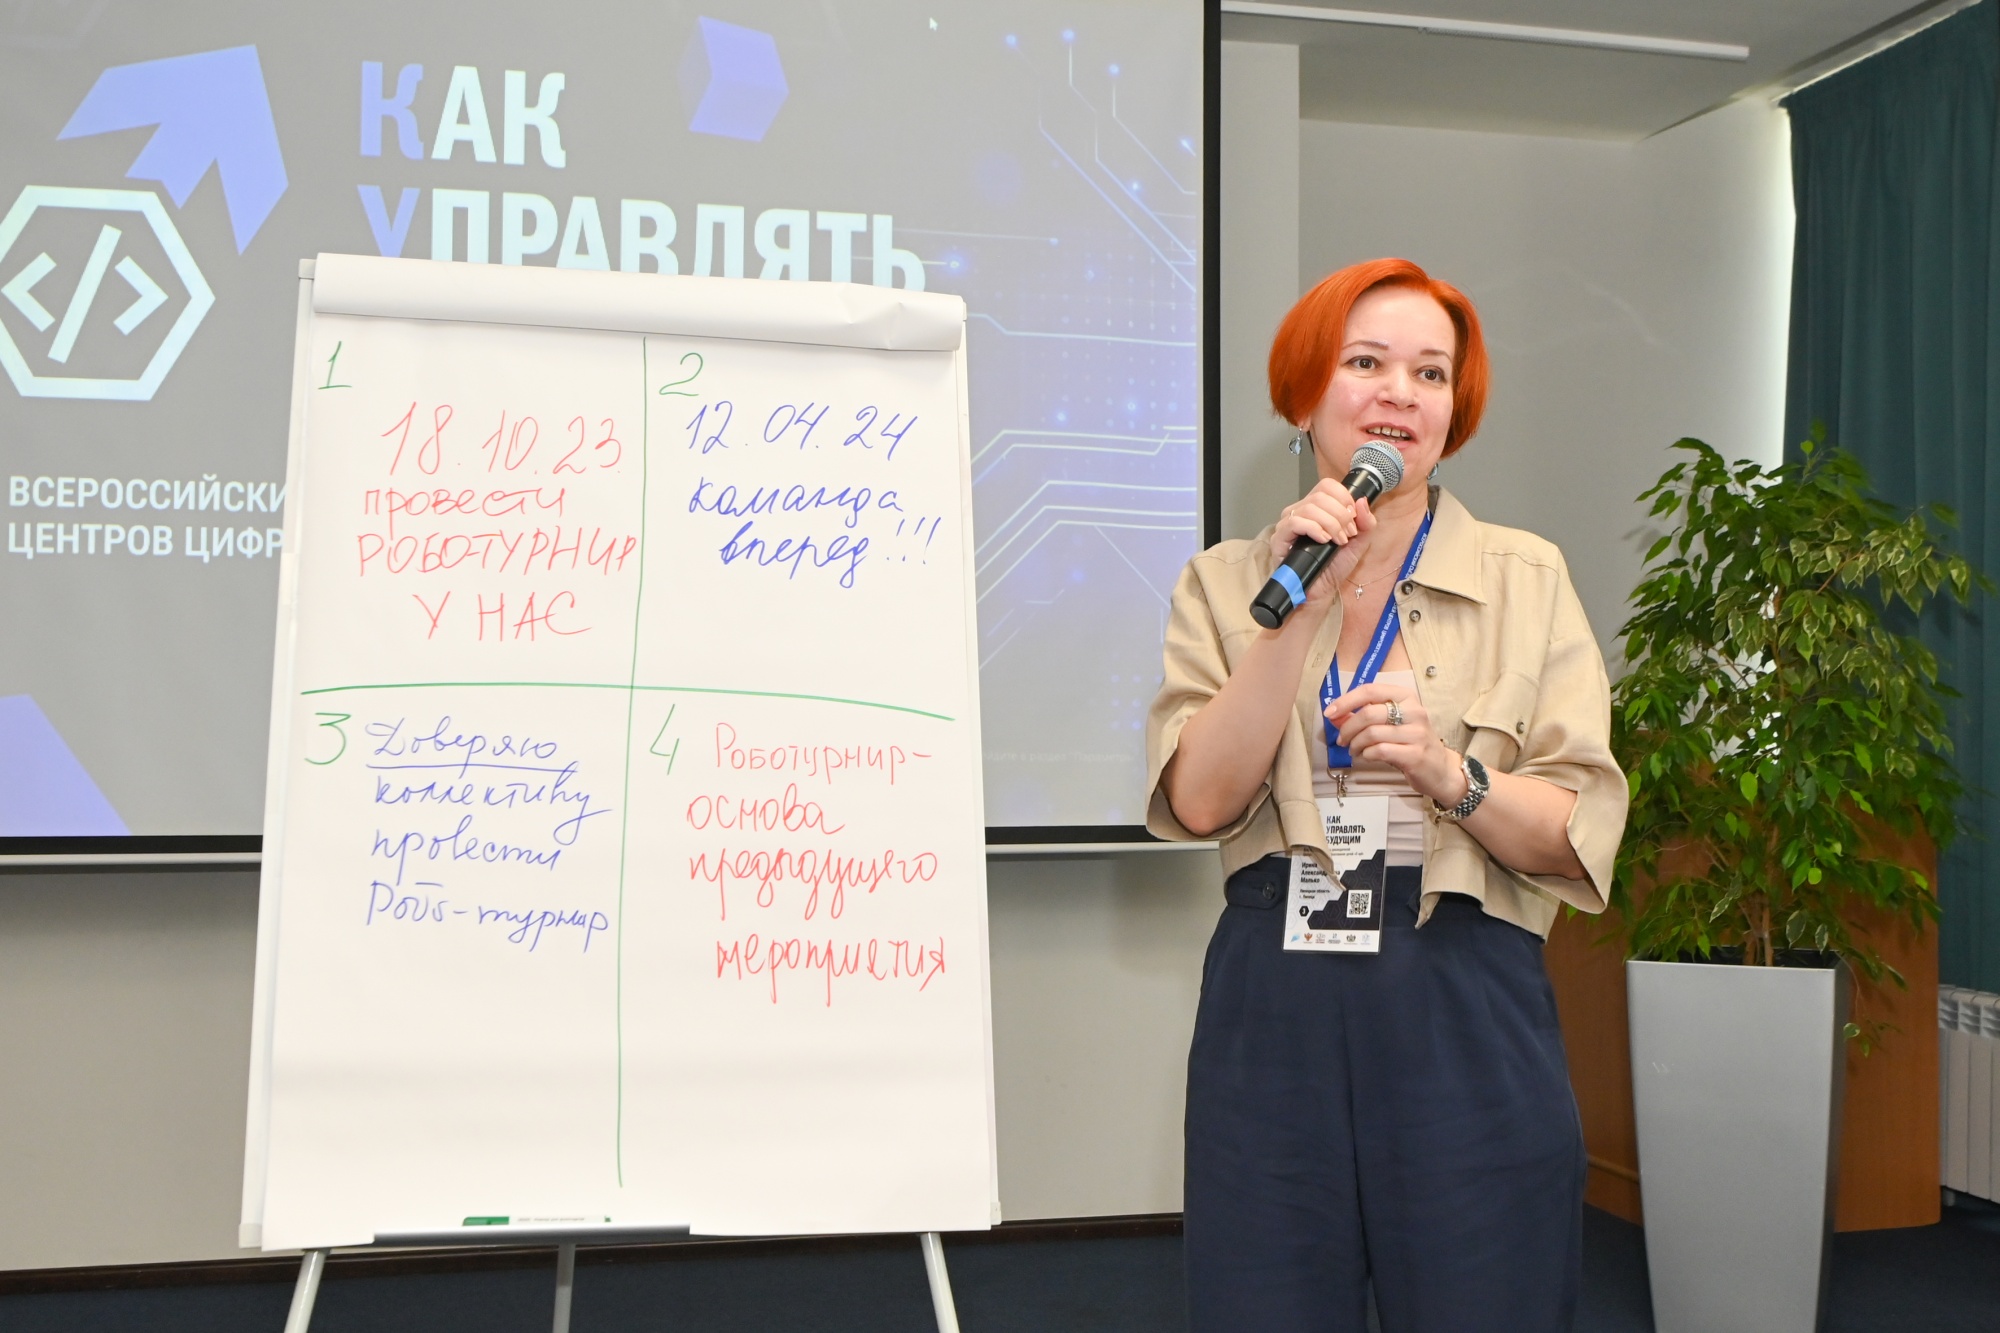 КАК
УПРАВЛЯТЬ
ВСЕРОССИЙСКИ
ЦЕНТРОВ ЦИФР
1
18.10.23.
провести
РОБОТУРНИР
У НАС
2
12.04.24
команда
вперед!!!
3 Доверяю
коллективу
провести
Робо-турнир
4 Роботурнир-
основа
предыдущего
мероприятия
КАК
УПРАВЛЯТЬ
БУДУЩИМ